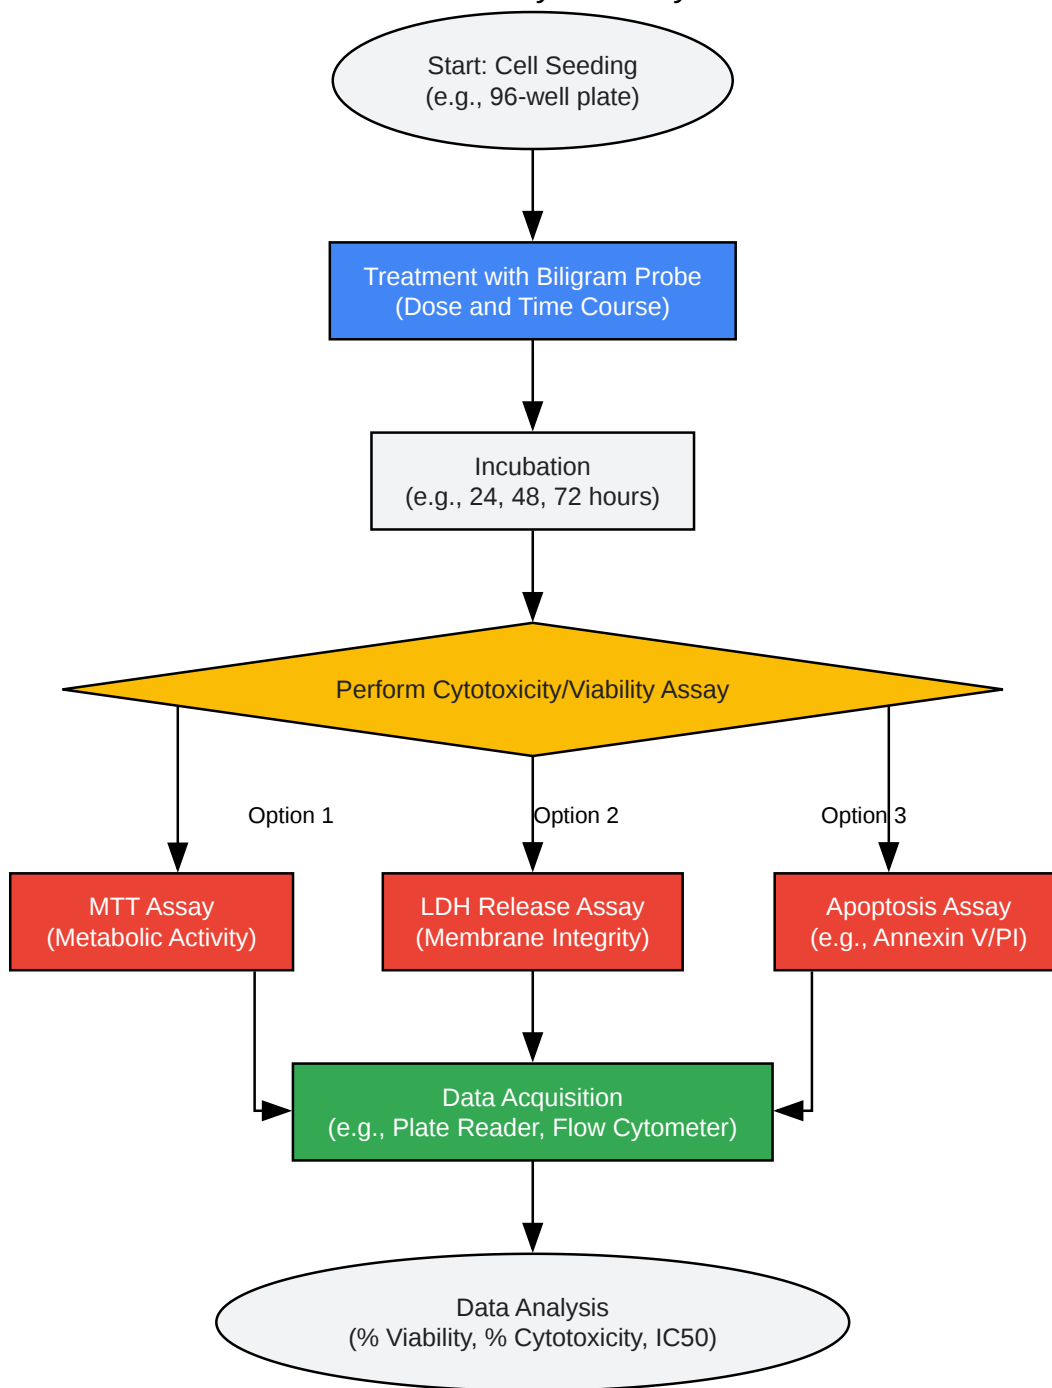 Start: Cell Seeding
(e.g., 96-well plate)
Treatment with Biligram Probe
(Dose and Time Course)
Incubation
(e.g., 24, 48, 72 hours)
Perform Cytotoxicity/Viability Assay
Option 1
Option 2
Option 3
MTT Assay
(Metabolic Activity)
LDH Release Assay
(Membrane Integrity)
Apoptosis Assay
(e.g., Annexin V/PI)
Data Acquisition
(e.g., Plate Reader, Flow Cytometer)
Data Analysis
(% Viability, % Cytotoxicity, IC50)